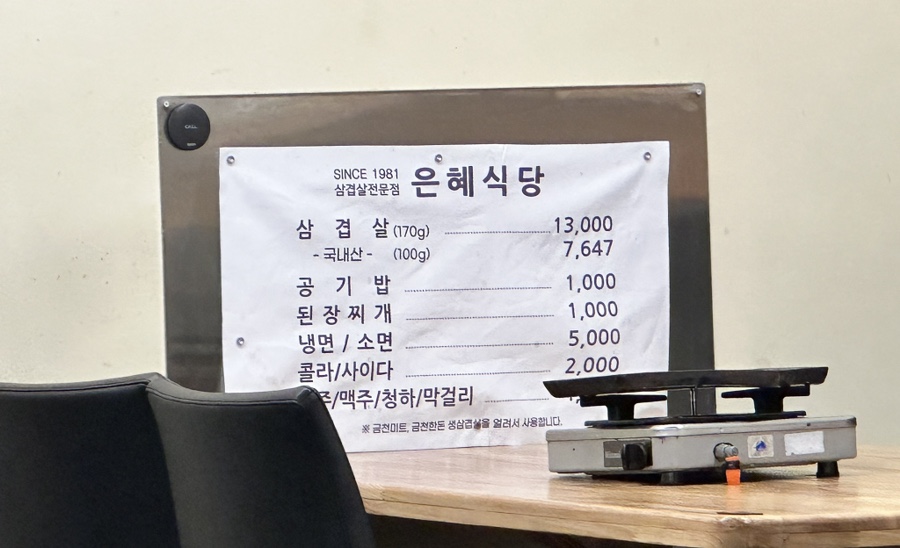 SINCE 1981
삼겹살전문점
은혜식당
삼 겹 살 (170g) 13,000
- 국내산 - (100g) 7,647
공 기 밥 1,000
된 장 찌 개 1,000
냉면 / 소면 5,000
콜라/사이다 2,000
/맥주/청하/막걸리
※ 금천미트, 금천한돈 생삼겹살을 얼려서 사용합니다.